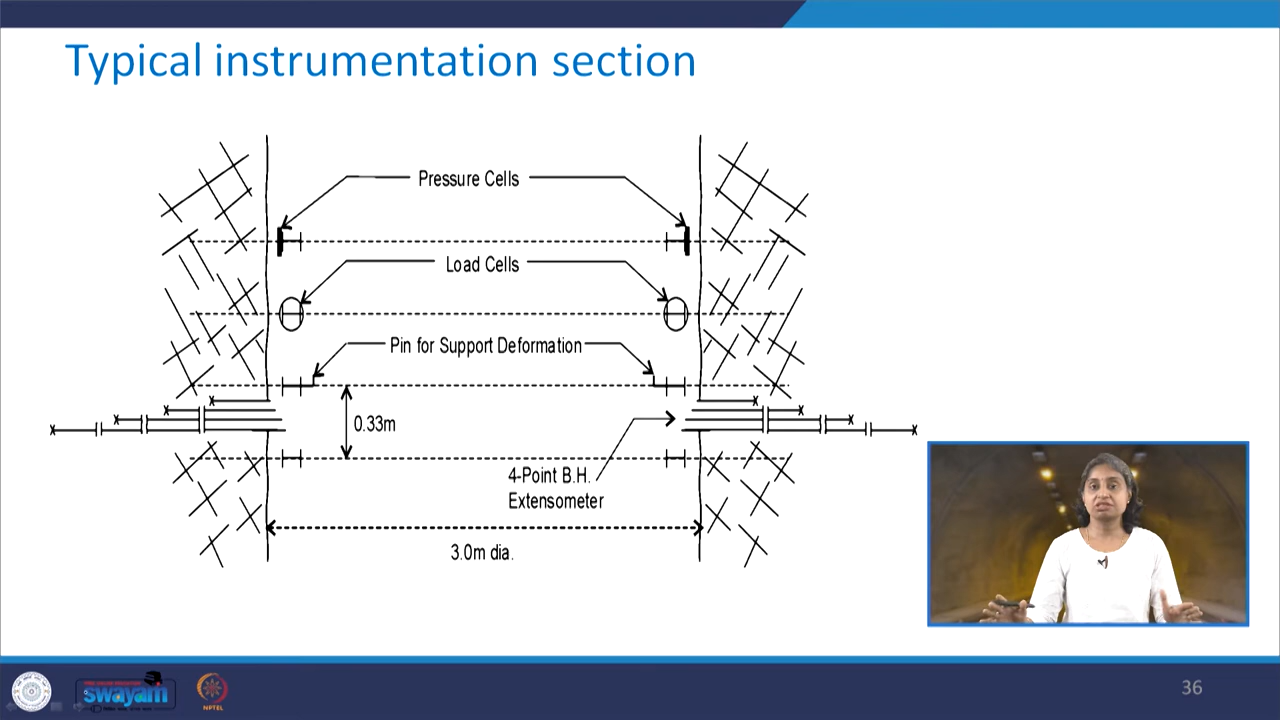 Typical instrumentation section
Pressure Cells
Load Cells
Pin for Support Deformation
0.33m
4-Point B.H.
Extensometer
3.0m dia.
swayam
NPTEL
36